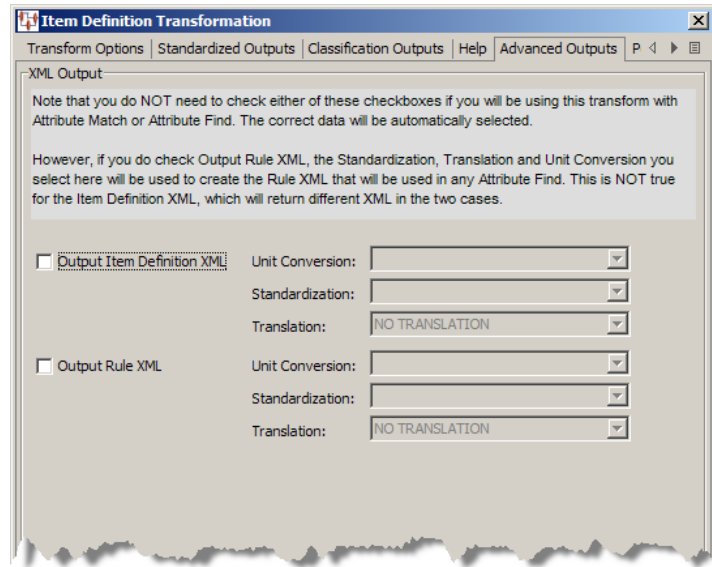 Item Definition Transformation
Transform Options | Standardized Outputs | Classification Outputs | Help | Advanced Outputs | P
XML Output
Note that you do NOT need to check either of these checkboxes if you will be using this transform with
Attribute Match or Attribute Find. The correct data will be automatically selected.
However, if you do check Output Rule XML, the Standardization, Translation and Unit Conversion you
select here will be used to create the Rule XML that will be used in any Attribute Find. This is NOT true
for the Item Definition XML, which will return different XML in the two cases.
Output Item Definition XML Unit Conversion:
Standardization:
Translation: NO TRANSLATION
Output Rule XML Unit Conversion:
Standardization:
Translation: NO TRANSLATION